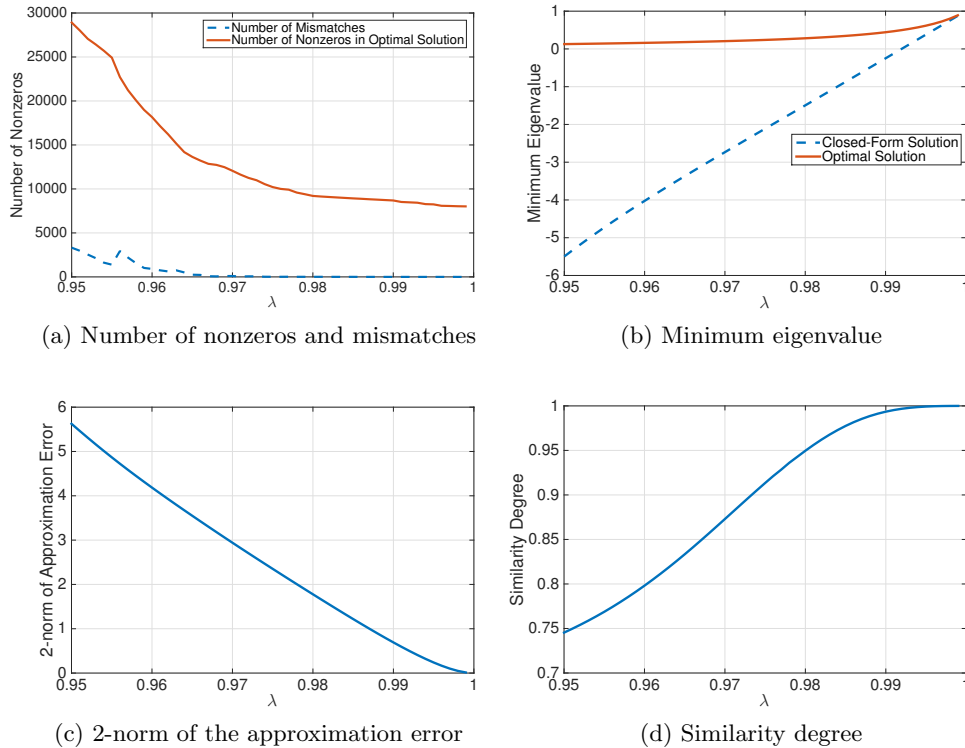 30000
25000
20000
15000
10000
5000
0
Number of Nonzeros
Number of Mismatches
Number of Nonzeros in Optimal Solution
0.95 0.96 0.97 0.98 0.99 1
λ
(a) Number of nonzeros and mismatches
1
0
-1
-2
-3
-4
-5
-6
Minimum Eigenvalue
Closed-Form Solution
Optimal Solution
0.95 0.96 0.97 0.98 0.99 1
λ
(b) Minimum eigenvalue
6
5
4
3
2
1
0
2-norm of Approximation Error
0.95 0.96 0.97 0.98 0.99 1
λ
(c) 2-norm of the approximation error
1
0.95
0.9
0.85
0.8
0.75
0.7
Similarity Degree
0.95 0.96 0.97 0.98 0.99 1
λ
(d) Similarity degree